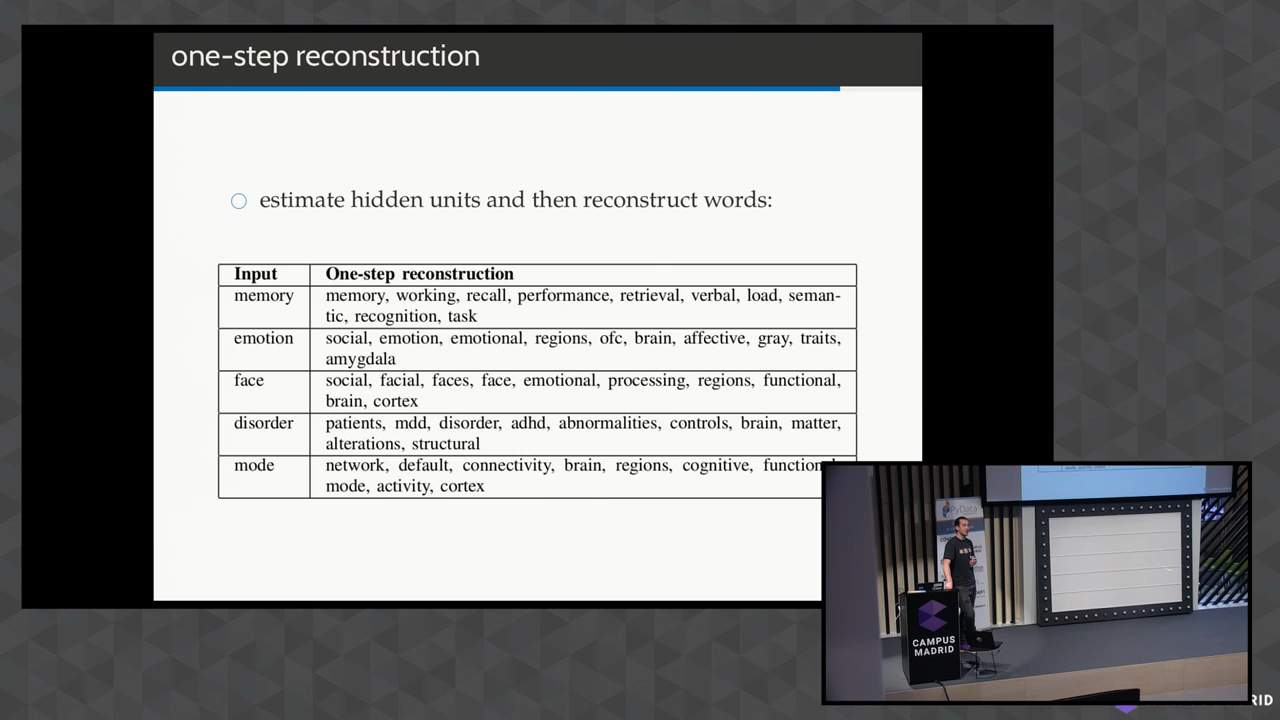 one-step reconstruction
estimate hidden units and then reconstruct words:
Input One-step reconstruction
memory memory, working, recall, performance, retrieval, verbal, load, seman-
tic, recognition, task
emotion social, emotion, emotional, regions, ofc, brain, affective, gray, traits,
amygdala
face social, facial, faces, face, emotional, processing, regions, functional,
brain, cortex
disorder patients, mdd, disorder, adhd, abnormalities, controls, brain, matter,
alterations, structural
mode network, default, connectivity, brain, regions, cognitive, function
mode, activity, cortex
PyData
CAMPUS
MADRID
RID